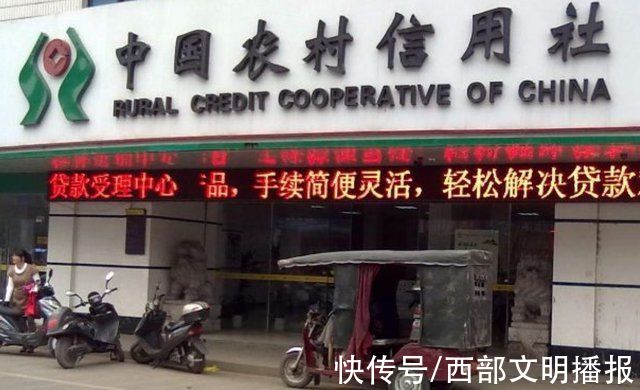 中国农村信用社
RURAL CREDIT COOPERATIVE OF CHINA
贷款受理中心 品，手续简便灵活，轻松解决贷款
快传号/西部文明播报